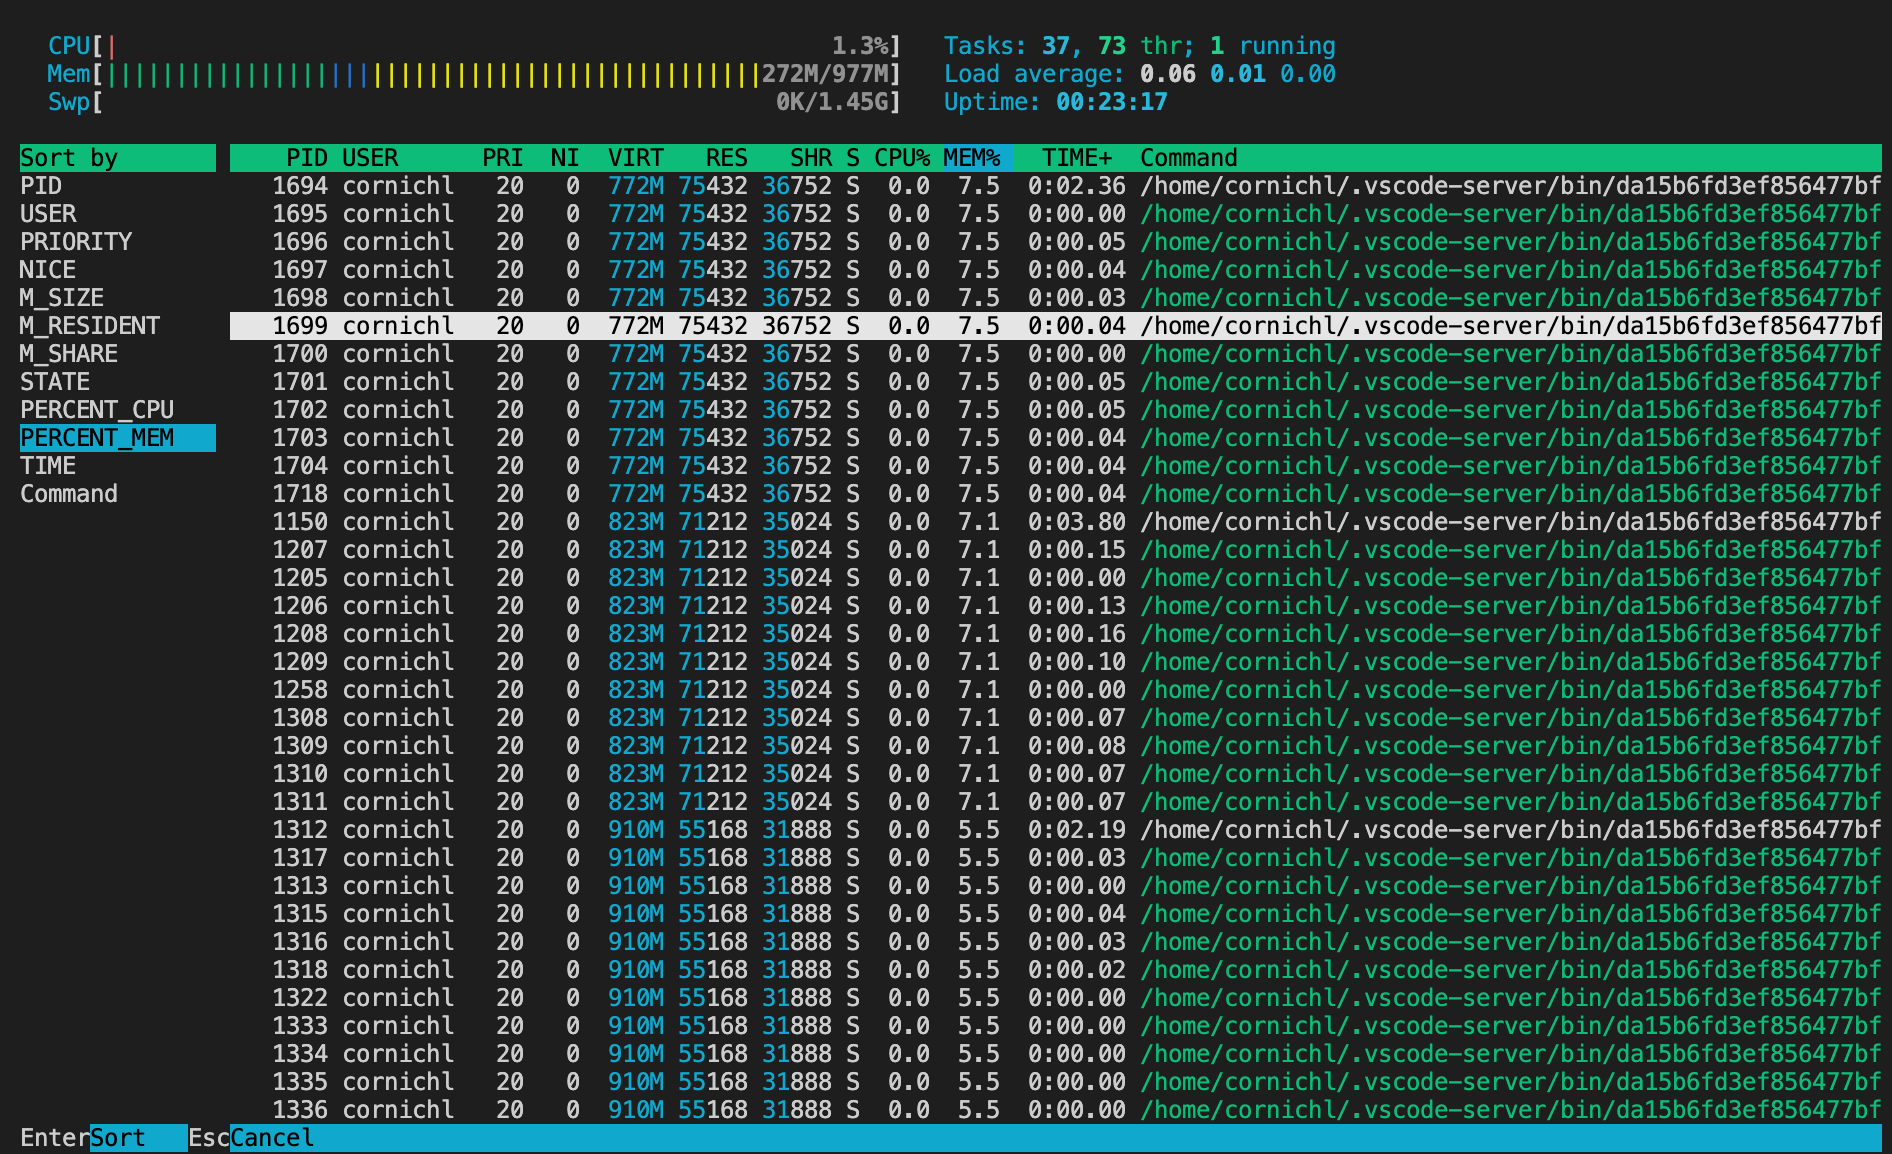 CPU[| 1.3%] Tasks: 37, 73 thr; 1 running
Mem[||||||||||||||||||||||||||||||||||||||||||||||||272M/977M] Load average: 0.06 0.01 0.00
Swp[ 0K/1.45G] Uptime: 00:23:17
Sort by PID USER PRI NI VIRT RES SHR S CPU% MEM% TIME+ Command
PID 1694 cornichl 20 0 772M 75432 36752 S 0.0 7.5 0:02.36 /home/cornichl/.vscode-server/bin/da15b6fd3ef856477bf
USER 1695 cornichl 20 0 772M 75432 36752 S 0.0 7.5 0:00.00 /home/cornichl/.vscode-server/bin/da15b6fd3ef856477bf
PRIORITY 1696 cornichl 20 0 772M 75432 36752 S 0.0 7.5 0:00.05 /home/cornichl/.vscode-server/bin/da15b6fd3ef856477bf
NICE 1697 cornichl 20 0 772M 75432 36752 S 0.0 7.5 0:00.04 /home/cornichl/.vscode-server/bin/da15b6fd3ef856477bf
M_SIZE 1698 cornichl 20 0 772M 75432 36752 S 0.0 7.5 0:00.03 /home/cornichl/.vscode-server/bin/da15b6fd3ef856477bf
M_RESIDENT 1699 cornichl 20 0 772M 75432 36752 S 0.0 7.5 0:00.04 /home/cornichl/.vscode-server/bin/da15b6fd3ef856477bf
M_SHARE 1700 cornichl 20 0 772M 75432 36752 S 0.0 7.5 0:00.00 /home/cornichl/.vscode-server/bin/da15b6fd3ef856477bf
STATE 1701 cornichl 20 0 772M 75432 36752 S 0.0 7.5 0:00.05 /home/cornichl/.vscode-server/bin/da15b6fd3ef856477bf
PERCENT_CPU 1702 cornichl 20 0 772M 75432 36752 S 0.0 7.5 0:00.05 /home/cornichl/.vscode-server/bin/da15b6fd3ef856477bf
PERCENT_MEM 1703 cornichl 20 0 772M 75432 36752 S 0.0 7.5 0:00.04 /home/cornichl/.vscode-server/bin/da15b6fd3ef856477bf
TIME 1704 cornichl 20 0 772M 75432 36752 S 0.0 7.5 0:00.04 /home/cornichl/.vscode-server/bin/da15b6fd3ef856477bf
Command 1718 cornichl 20 0 772M 75432 36752 S 0.0 7.5 0:00.04 /home/cornichl/.vscode-server/bin/da15b6fd3ef856477bf
1150 cornichl 20 0 823M 71212 35024 S 0.0 7.1 0:03.80 /home/cornichl/.vscode-server/bin/da15b6fd3ef856477bf
1207 cornichl 20 0 823M 71212 35024 S 0.0 7.1 0:00.15 /home/cornichl/.vscode-server/bin/da15b6fd3ef856477bf
1205 cornichl 20 0 823M 71212 35024 S 0.0 7.1 0:00.00 /home/cornichl/.vscode-server/bin/da15b6fd3ef856477bf
1206 cornichl 20 0 823M 71212 35024 S 0.0 7.1 0:00.13 /home/cornichl/.vscode-server/bin/da15b6fd3ef856477bf
1208 cornichl 20 0 823M 71212 35024 S 0.0 7.1 0:00.16 /home/cornichl/.vscode-server/bin/da15b6fd3ef856477bf
1209 cornichl 20 0 823M 71212 35024 S 0.0 7.1 0:00.10 /home/cornichl/.vscode-server/bin/da15b6fd3ef856477bf
1258 cornichl 20 0 823M 71212 35024 S 0.0 7.1 0:00.00 /home/cornichl/.vscode-server/bin/da15b6fd3ef856477bf
1308 cornichl 20 0 823M 71212 35024 S 0.0 7.1 0:00.07 /home/cornichl/.vscode-server/bin/da15b6fd3ef856477bf
1309 cornichl 20 0 823M 71212 35024 S 0.0 7.1 0:00.08 /home/cornichl/.vscode-server/bin/da15b6fd3ef856477bf
1310 cornichl 20 0 823M 71212 35024 S 0.0 7.1 0:00.07 /home/cornichl/.vscode-server/bin/da15b6fd3ef856477bf
1311 cornichl 20 0 823M 71212 35024 S 0.0 7.1 0:00.07 /home/cornichl/.vscode-server/bin/da15b6fd3ef856477bf
1312 cornichl 20 0 910M 55168 31888 S 0.0 5.5 0:02.19 /home/cornichl/.vscode-server/bin/da15b6fd3ef856477bf
1317 cornichl 20 0 910M 55168 31888 S 0.0 5.5 0:00.03 /home/cornichl/.vscode-server/bin/da15b6fd3ef856477bf
1313 cornichl 20 0 910M 55168 31888 S 0.0 5.5 0:00.00 /home/cornichl/.vscode-server/bin/da15b6fd3ef856477bf
1315 cornichl 20 0 910M 55168 31888 S 0.0 5.5 0:00.04 /home/cornichl/.vscode-server/bin/da15b6fd3ef856477bf
1316 cornichl 20 0 910M 55168 31888 S 0.0 5.5 0:00.03 /home/cornichl/.vscode-server/bin/da15b6fd3ef856477bf
1318 cornichl 20 0 910M 55168 31888 S 0.0 5.5 0:00.02 /home/cornichl/.vscode-server/bin/da15b6fd3ef856477bf
1322 cornichl 20 0 910M 55168 31888 S 0.0 5.5 0:00.00 /home/cornichl/.vscode-server/bin/da15b6fd3ef856477bf
1333 cornichl 20 0 910M 55168 31888 S 0.0 5.5 0:00.00 /home/cornichl/.vscode-server/bin/da15b6fd3ef856477bf
1334 cornichl 20 0 910M 55168 31888 S 0.0 5.5 0:00.00 /home/cornichl/.vscode-server/bin/da15b6fd3ef856477bf
1335 cornichl 20 0 910M 55168 31888 S 0.0 5.5 0:00.00 /home/cornichl/.vscode-server/bin/da15b6fd3ef856477bf
1336 cornichl 20 0 910M 55168 31888 S 0.0 5.5 0:00.00 /home/cornichl/.vscode-server/bin/da15b6fd3ef856477bf
EnterSort EscCancel